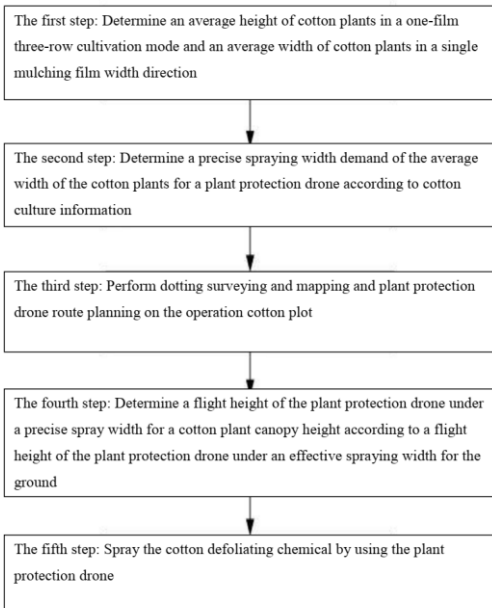 The first step: Determine an average height of cotton plants in a one-film
three-row cultivation mode and an average width of cotton plants in a single
mulching film width direction
The second step: Determine a precise spraying width demand of the average
width of the cotton plants for a plant protection drone according to cotton
culture information
The third step: Perform dotting surveying and mapping and plant protection
drone route planning on the operation cotton plot
The fourth step: Determine a flight height of the plant protection drone under
a precise spray width for a cotton plant canopy height according to a flight
height of the plant protection drone under an effective spraying width for the
ground
The fifth step: Spray the cotton defoliating chemical by using the plant
protection drone